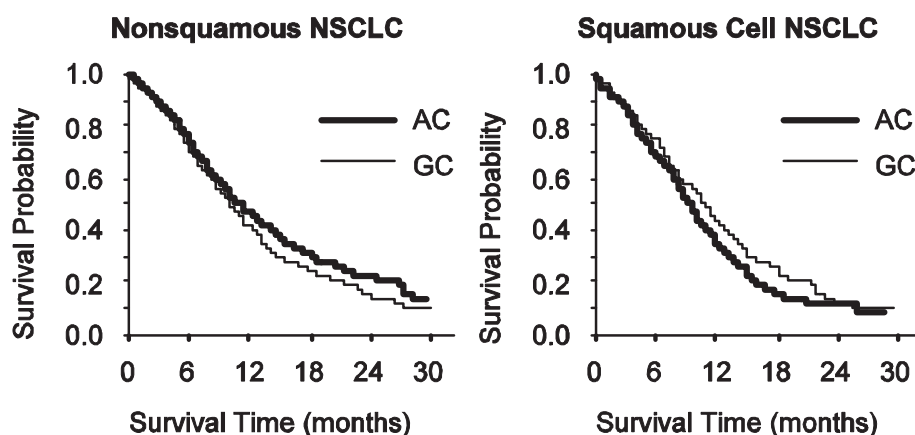 Nonsquamous NSCLC
Survival Probability
1.0
0.8
0.6
0.4
0.2
0.0
AC
GC
0 6 12 18 24 30
Survival Time (months)
Squamous Cell NSCLC
Survival Probability
1.0
0.8
0.6
0.4
0.2
0.0
AC
GC
0 6 12 18 24 30
Survival Time (months)